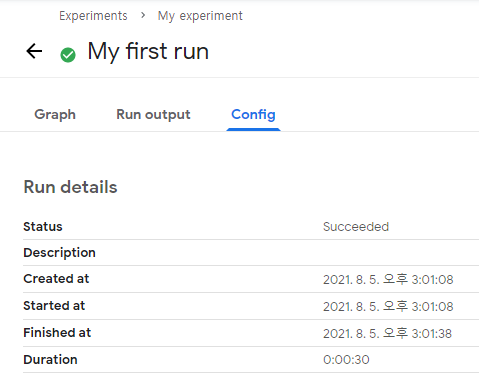 Experiments > My experiment
My first run
Graph Run output Config
Run details
Status Succeeded
Description
Created at 2021. 8. 5. 오후 3:01:08
Started at 2021. 8. 5. 오후 3:01:08
Finished at 2021. 8. 5. 오후 3:01:38
Duration 0:00:30